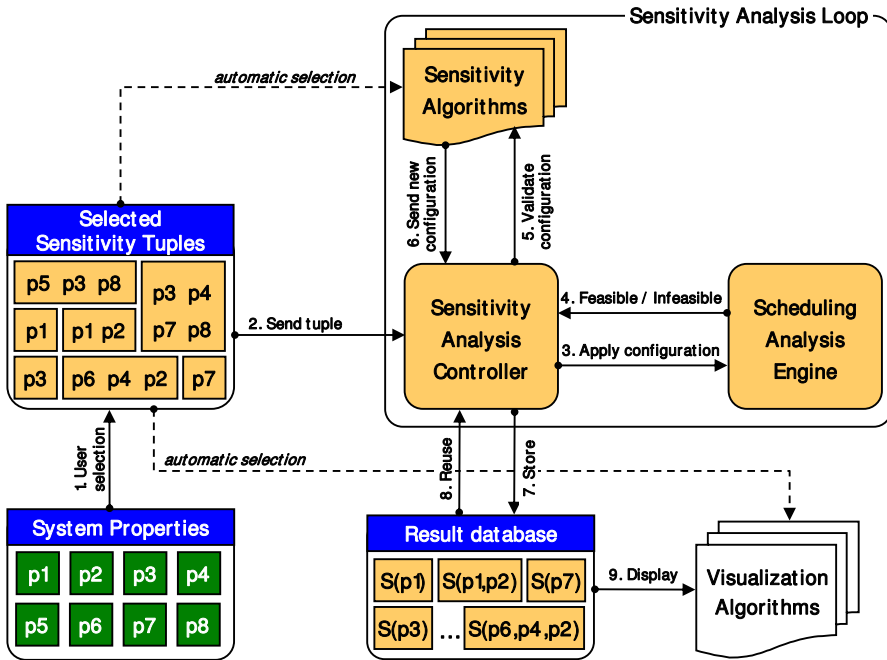 Sensitivity Analysis Loop
automatic selection
Sensitivity
Algorithms
6. Send new
configuration
5. Validate
configuration
Selected
Sensitivity Tuples
p5 p3 p8
p3 p4
p7 p8
p1
p1 p2
p3
p6 p4 p2
p7
2. Send tuple
Sensitivity
Analysis
Controller
4. Feasible / Infeasible
3. Apply configuration
Scheduling
Analysis
Engine
1. User
selection
automatic selection
8. Reuse
7. Store
System Properties
p1 p2 p3 p4
p5 p6 p7 p8
Result database
S(p1) S(p1,p2) S(p7)
S(p3) ... S(p6,p4,p2)
9. Display
Visualization
Algorithms